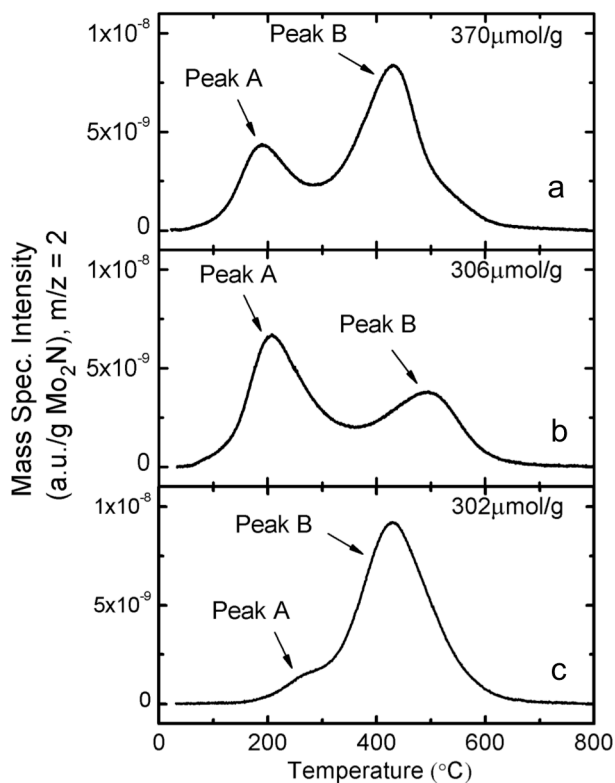 Mass Spec. Intensity
(a.u./g Mo₂N), m/z = 2
1x10⁻⁸
5x10⁻⁹
0
Peak A
Peak B
370μmol/g
a
1x10⁻⁸
5x10⁻⁹
0
Peak A
Peak B
306μmol/g
b
1x10⁻⁸
5x10⁻⁹
0
Peak B
Peak A
302μmol/g
c
0 200 400 600 800
Temperature (°C)